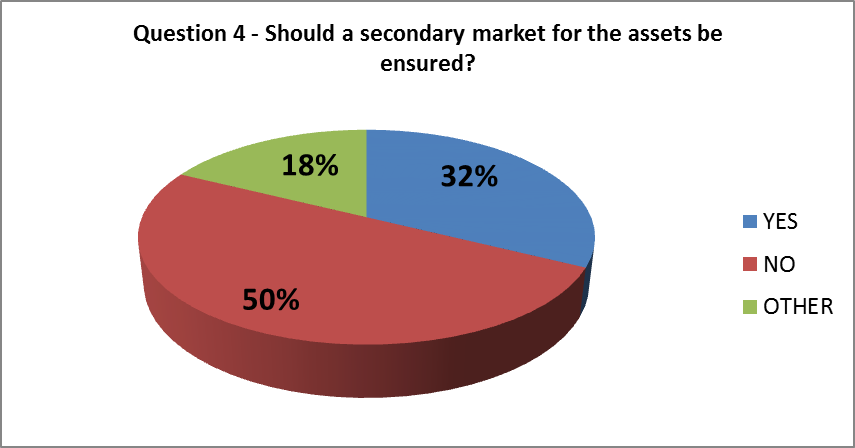 Question 4 - Should a secondary market for the assets be
ensured?
18%
32%
50%
YES
NO
OTHER